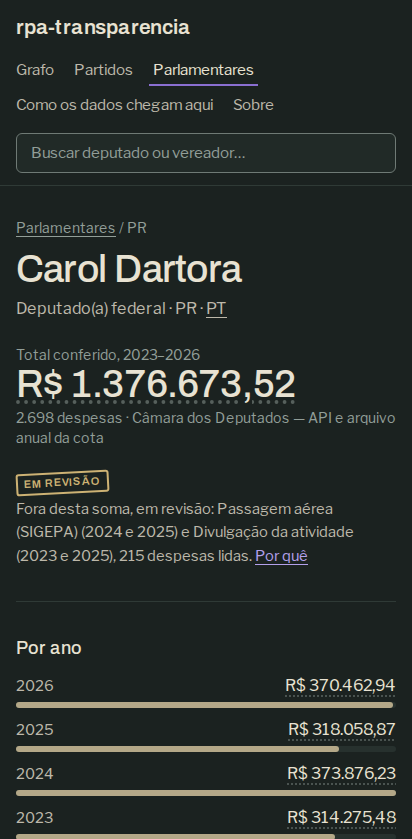 rpa-transparencia
Grafo Partidos Parlamentares
Como os dados chegam aqui Sobre
Buscar deputado ou vereador...
Parlamentares / PR
Carol Dartora
Deputado(a) federal · PR · PT
Total conferido, 2023–2026
R$ 1.376.673,52
2.698 despesas · Câmara dos Deputados — API e arquivo
anual da cota
EM REVISÃO
Fora desta soma, em revisão: Passagem aérea
(SIGEPA) (2024 e 2025) e Divulgação da atividade
(2023 e 2025), 215 despesas lidas. Por quê
Por ano
2026 R$ 370.462,94
2025 R$ 318.058,87
2024 R$ 373.876,23
2023 R$ 314.275,48